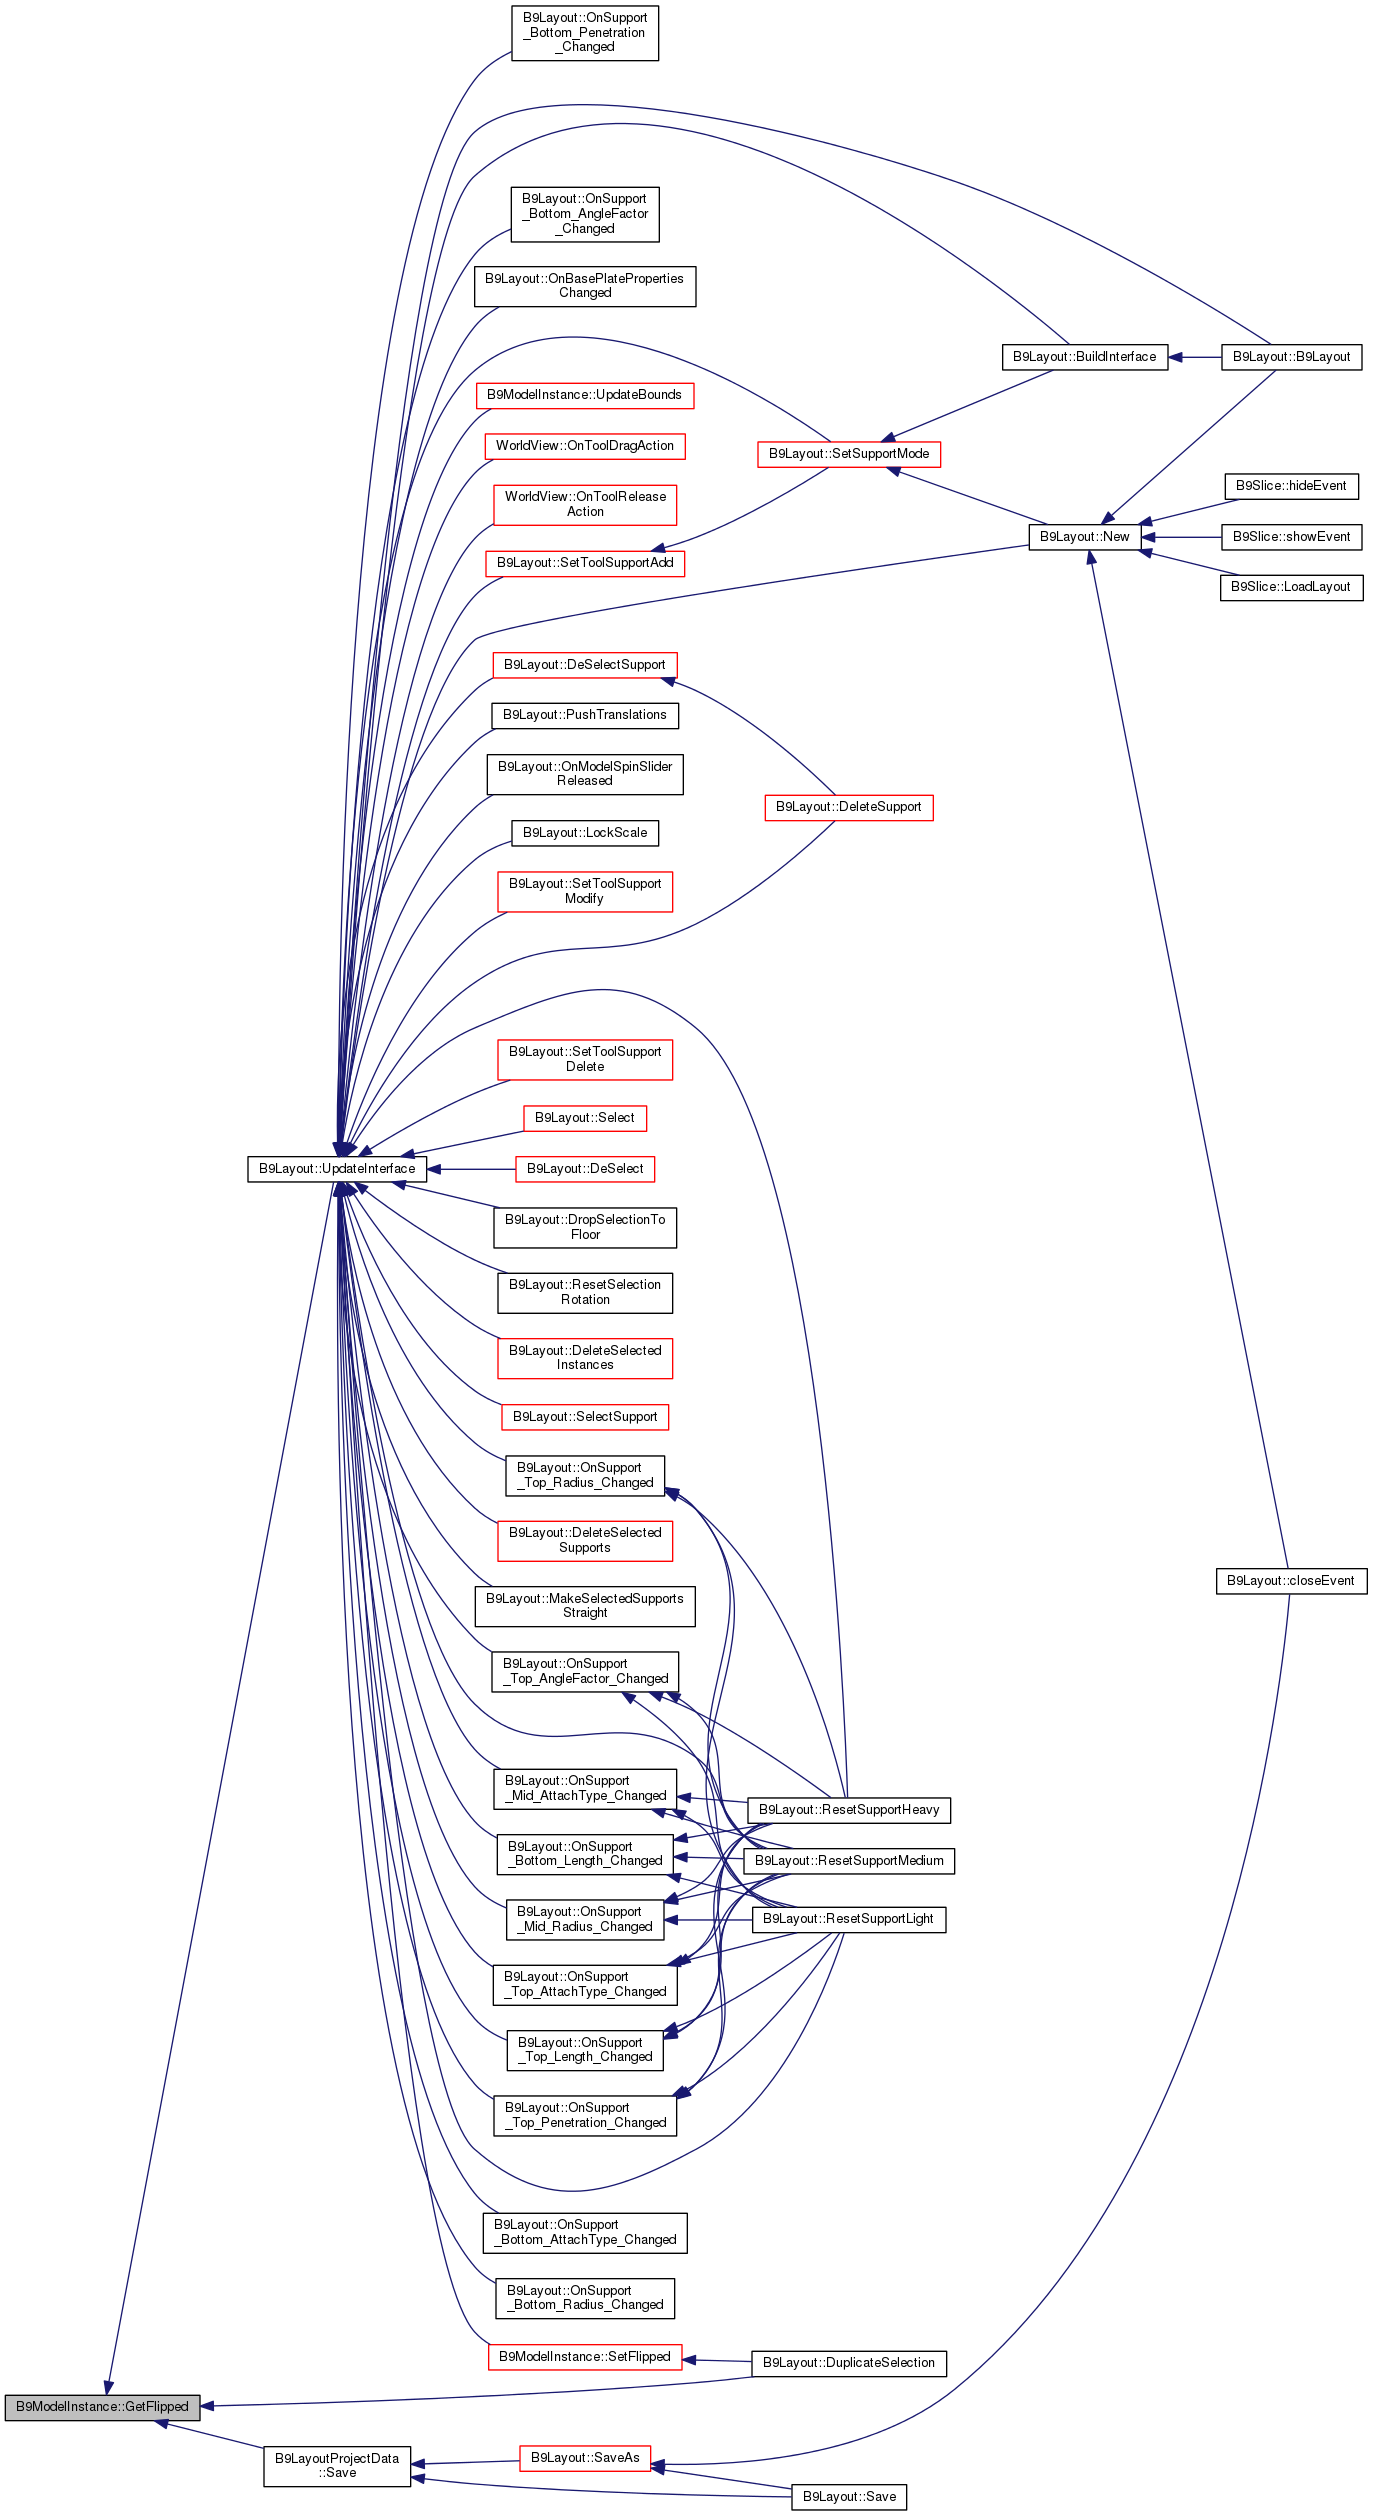 B9Layout::OnSupport
_Bottom_Penetration
_Changed
B9Layout::OnSupport
_Bottom_AngleFactor
_Changed
B9Layout::OnBasePlateProperties
Changed
B9Layout::BuildInterface
B9Layout::B9Layout
B9ModelInstance::UpdateBounds
WorldView::OnToolDragAction
B9Layout::SetSupportMode
WorldView::OnToolRelease
Action
B9Slice::hideEvent
B9Layout::New
B9Slice::showEvent
B9Layout::SetToolSupportAdd
B9Slice::LoadLayout
B9Layout::DeSelectSupport
B9Layout::PushTranslations
B9Layout::OnModelSpinSlider
Released
B9Layout::DeleteSupport
B9Layout::LockScale
B9Layout::SetToolSupport
Modify
B9Layout::SetToolSupport
Delete
B9Layout::Select
B9Layout::UpdateInterface
B9Layout::DeSelect
B9Layout::DropSelectionTo
Floor
B9Layout::ResetSelection
Rotation
B9Layout::DeleteSelected
Instances
B9Layout::SelectSupport
B9Layout::OnSupport
_Top_Radius_Changed
B9Layout::DeleteSelected
Supports
B9Layout::closeEvent
B9Layout::MakeSelectedSupports
Straight
B9Layout::OnSupport
_Top_AngleFactor_Changed
B9Layout::OnSupport
_Mid_AttachType_Changed
B9Layout::ResetSupportHeavy
B9Layout::OnSupport
_Bottom_Length_Changed
B9Layout::ResetSupportMedium
B9Layout::OnSupport
_Mid_Radius_Changed
B9Layout::ResetSupportLight
B9Layout::OnSupport
_Top_AttachType_Changed
B9Layout::OnSupport
_Top_Length_Changed
B9Layout::OnSupport
_Top_Penetration_Changed
B9Layout::OnSupport
_Bottom_AttachType_Changed
B9Layout::OnSupport
_Bottom_Radius_Changed
B9ModelInstance::SetFlipped
B9Layout::DuplicateSelection
B9ModelInstance::GetFlipped
B9LayoutProjectData
::Save
B9Layout::SaveAs
B9Layout::Save